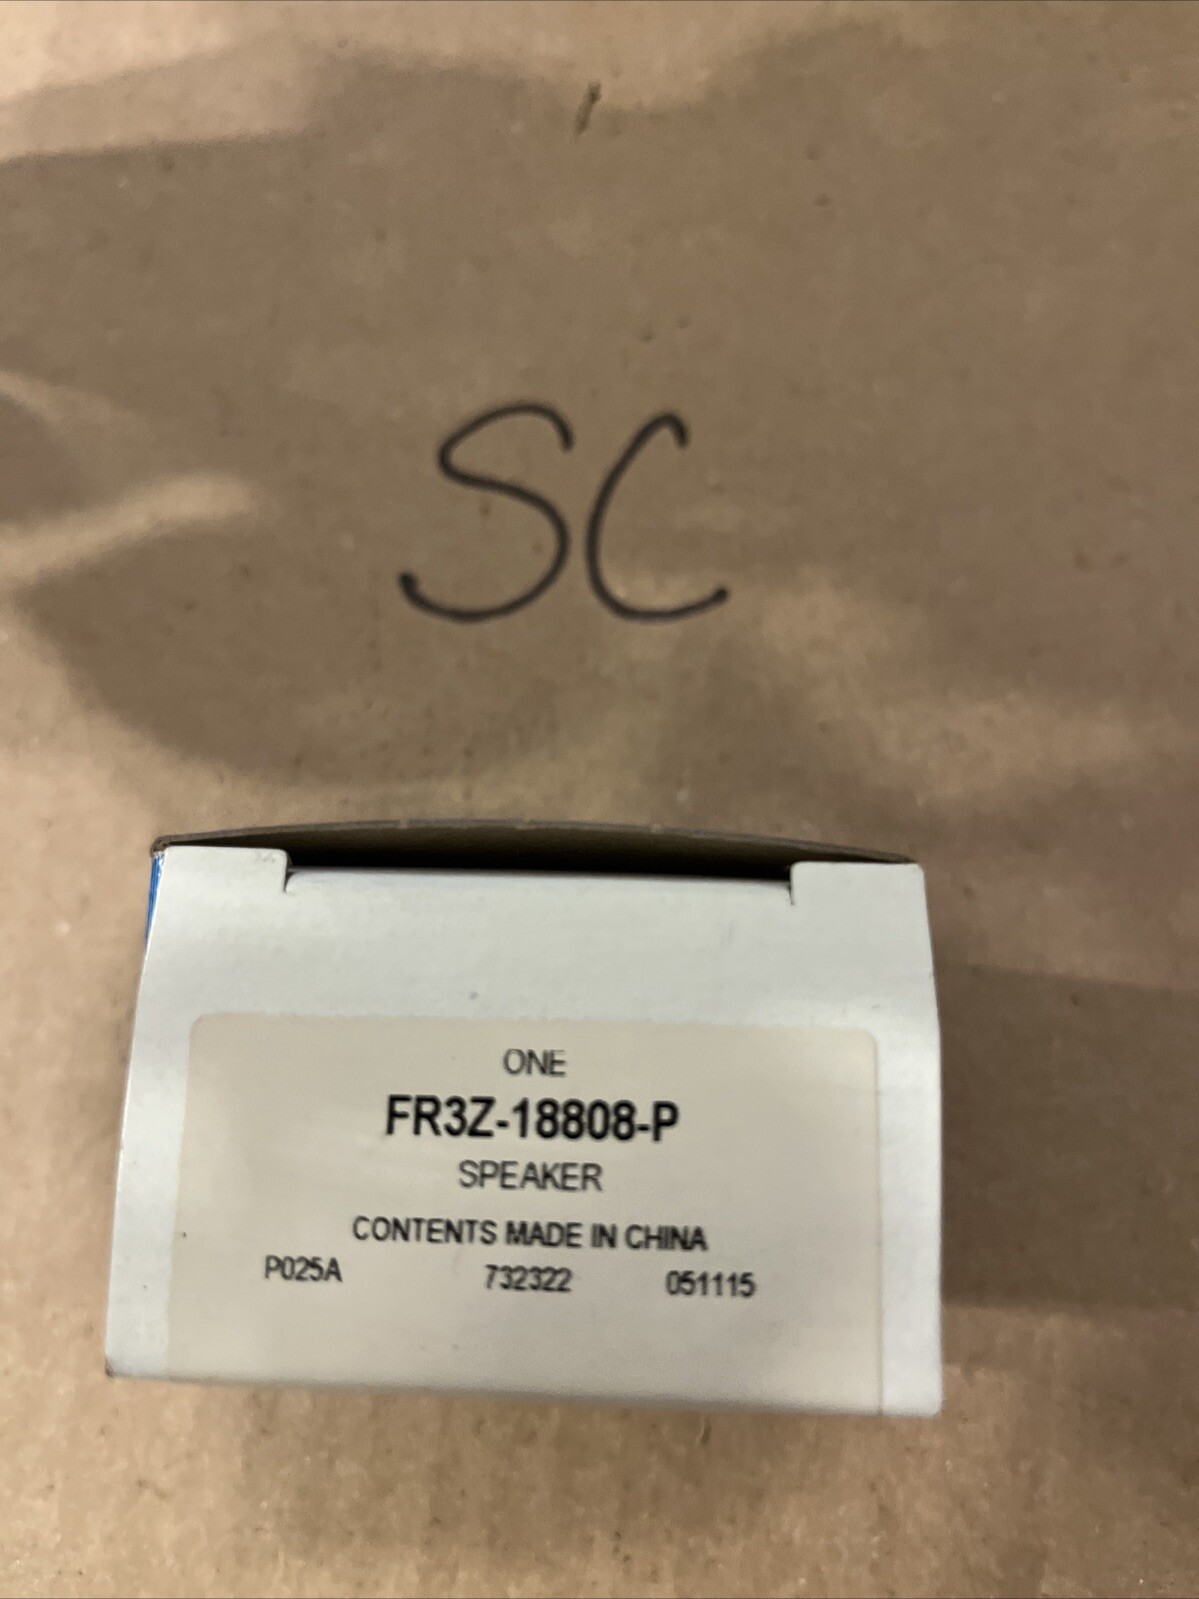 SC
ONE
FR3Z-18808-P
SPEAKER
CONTENTS MADE IN CHINA
P025A 732322 051115